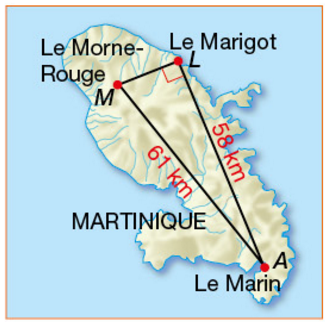 Le Marigot
Le Morne-
Rouge
L
M
58 km
61 km
MARTINIQUE
A
Le Marin